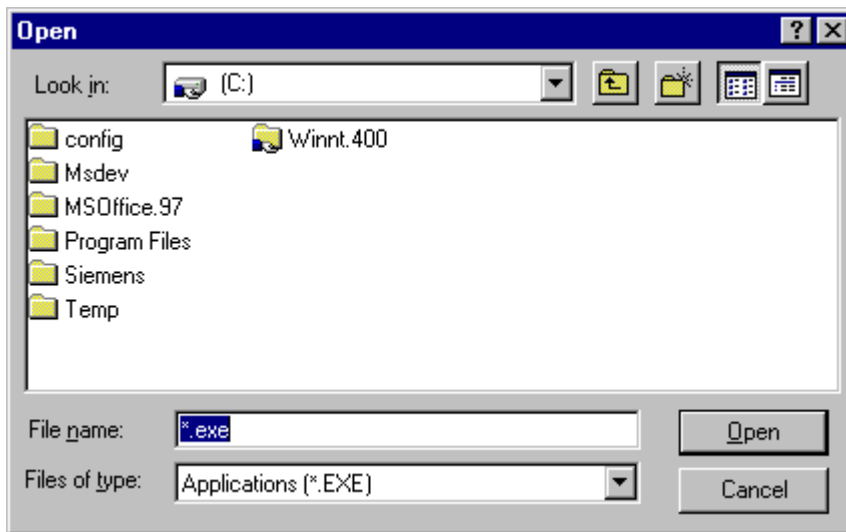 Open
Look in: (C:)
config Winnt.400
Msdev
MSOffice.97
Program Files
Siemens
Temp
File name: *.exe Open
Files of type: Applications (*.EXE) Cancel